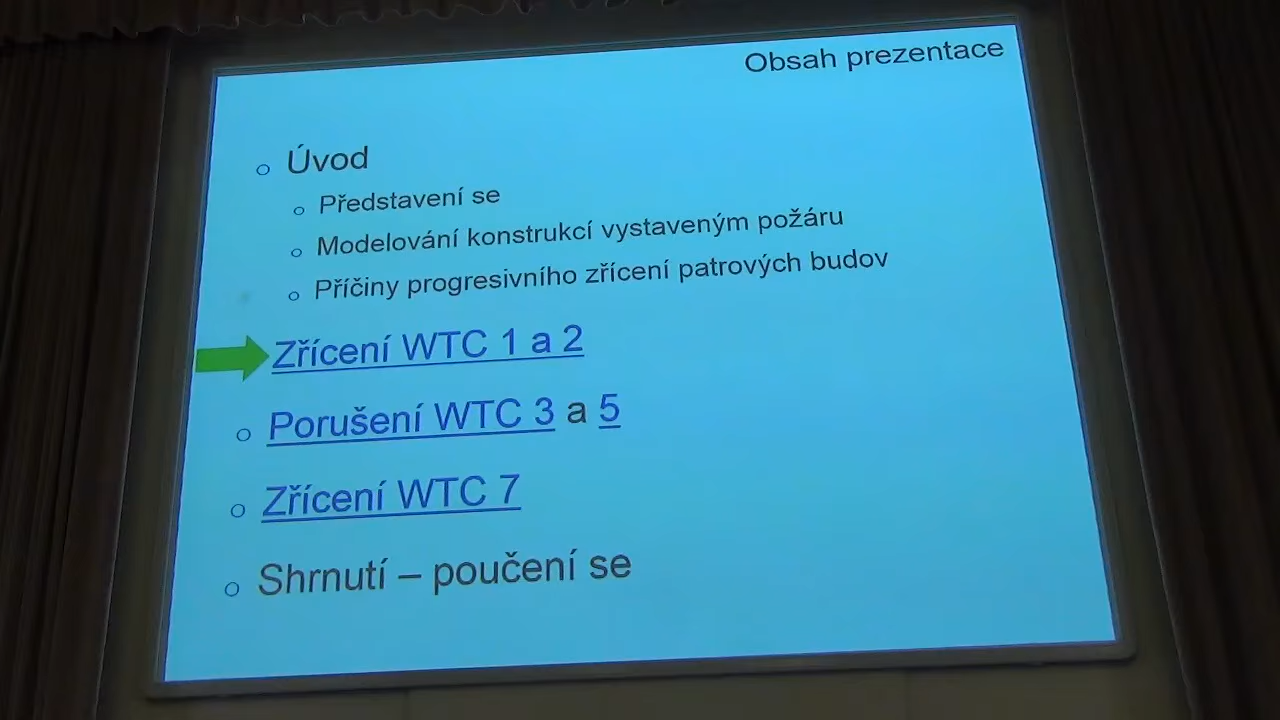 Obsah prezentace
Úvod
Představení se
Modelování konstrukcí vystaveným požáru
Příčiny progresivního zřícení patrových budov
Zřícení WTC 1 a 2
Porušení WTC 3 a 5
Zřícení WTC 7
Shrnutí – poučení se